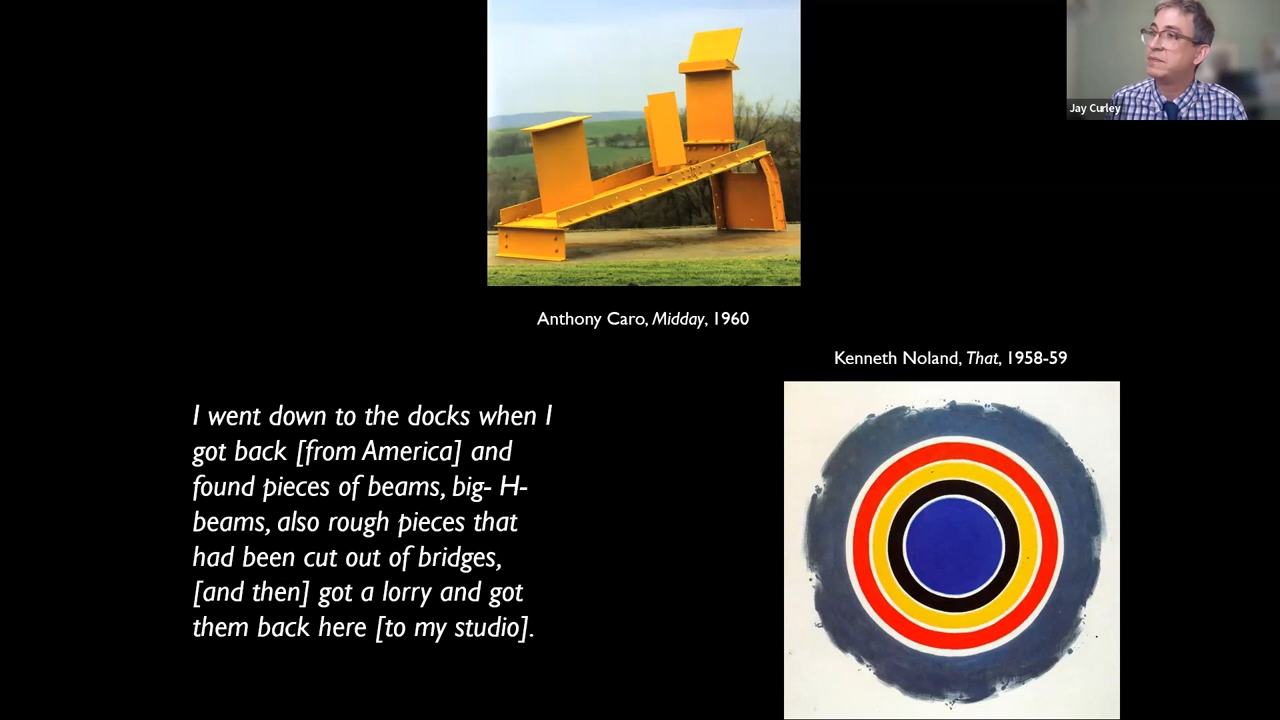 Jay Curley
Anthony Caro, Midday, 1960
Kenneth Noland, That, 1958-59
I went down to the docks when I
got back [from America] and
found pieces of beams, big- H-
beams, also rough pieces that
had been cut out of bridges,
[and then] got a lorry and got
them back here [to my studio].